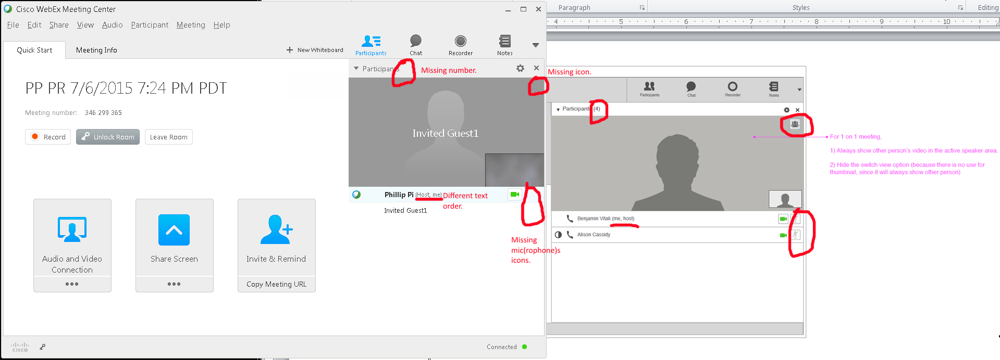 Cisco WebEx Meeting Center
File Edit Share View Audio Participant Meeting Help
Quick Start
Meeting Info
New Whiteboard
Participants
Chat
Recorder
Notes
Participants
Missing number.
PP PR 7/6/2015 7:24 PM PDT
Meeting number: 346 299 365
Record
Unlock Room
Leave Room
Invited Guest1
Phillip Pi (Host, me)
Different text
order.
Invited Guest1
Missing
mic(rophone)s
icons.
Audio and Video
Connection
Share Screen
Invite & Remind
Copy Meeting URL
CISCO
Connected
Paragraph
Styles
Editing
4 5 6 7 8 9 10
Missing icon.
Participants
Chat
Recorder
Notes
Participants (4)
For 1 on 1 meeting,
1) Always show other person's video in the active speaker area.
2) Hide the switch view option (because there is no use for
thumbnail, since it will always show other person)
Benjamin Vitali (me, host)
Alison Cassidy